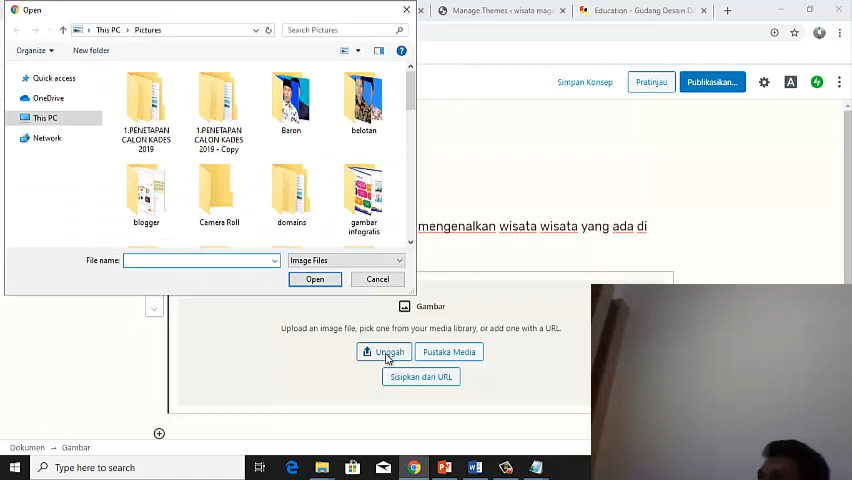 Open
Manage Themes ‹ wisata mag
Education - Gudang Desain D
This PC
Pictures
Search Pictures
Organize
New folder
Simpan Konsep
Pratinjau
Publikasikan...
Quick access
OneDrive
This PC
Network
1.PENETAPAN CALON KADES 2019
1.PENETAPAN CALON KADES 2019 - Copy
Baron
belotan
blogger
Camera Roll
domains
gambar infografis
mengenalkan wisata wisata yang ada di
File name:
Image Files
Open
Cancel
Gambar
Upload an image file, pick one from your media library, or add one with a URL.
Unggah
Pustaka Media
Sisipkan dari URL
Dokumen → Gambar
Type here to search